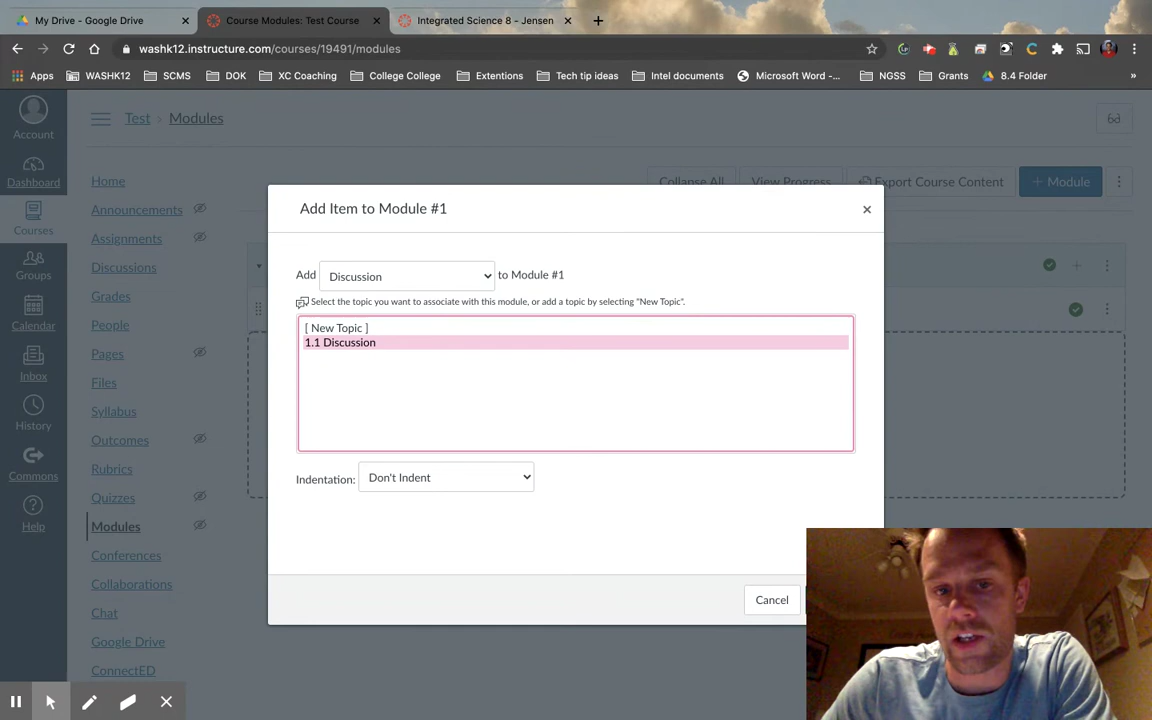 My Drive - Google Drive
Course Modules: Test Course
Integrated Science 8 - Jensen
washk12.instructure.com/courses/19491/modules
Apps WASHK12 SCMS DOK XC Coaching College College Extentions Tech tip ideas Intel documents Microsoft Word -... NGSS Grants 8.4 Folder »
Account
Dashboard
Courses
Groups
Calendar
Inbox
History
Commons
Help
Test › Modules
Home
Announcements
Assignments
Discussions
Grades
People
Pages
Files
Syllabus
Outcomes
Rubrics
Quizzes
Modules
Conferences
Collaborations
Chat
Google Drive
ConnectED
Collapse All View Progress Export Course Content + Module
Add Item to Module #1
Add Discussion to Module #1
Select the topic you want to associate with this module, or add a topic by selecting "New Topic".
[ New Topic ]
1.1 Discussion
Indentation: Don't Indent
Cancel